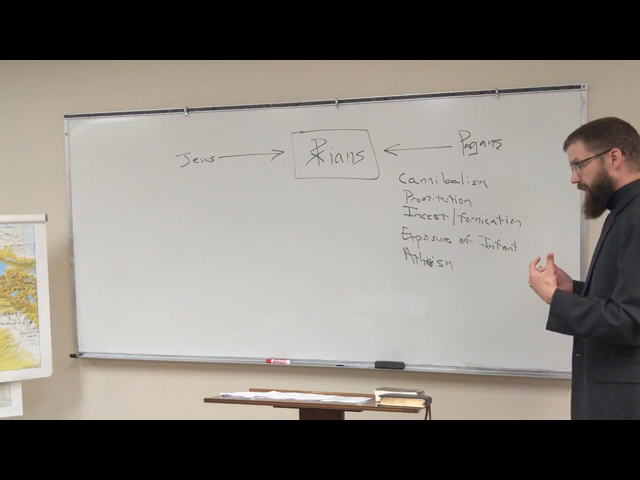 Jews
☧ians
Pagans
Cannibalism
Prostitution
Incest/fornication
Exposure of Infant
Atheism